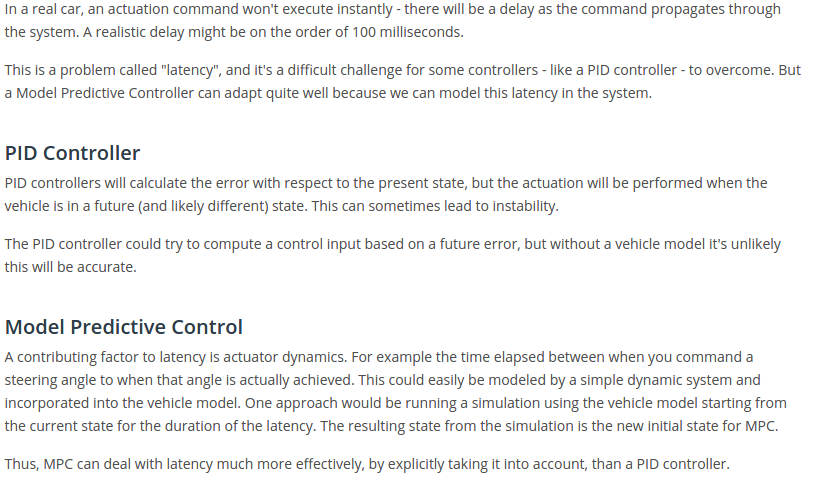 In a real car, an actuation command won't execute instantly - there will be a delay as the command propagates through
the system. A realistic delay might be on the order of 100 milliseconds.
This is a problem called "latency", and it's a difficult challenge for some controllers - like a PID controller - to overcome. But
a Model Predictive Controller can adapt quite well because we can model this latency in the system.
PID Controller
PID controllers will calculate the error with respect to the present state, but the actuation will be performed when the
vehicle is in a future (and likely different) state. This can sometimes lead to instability.
The PID controller could try to compute a control input based on a future error, but without a vehicle model it's unlikely
this will be accurate.
Model Predictive Control
A contributing factor to latency is actuator dynamics. For example the time elapsed between when you command a
steering angle to when that angle is actually achieved. This could easily be modeled by a simple dynamic system and
incorporated into the vehicle model. One approach would be running a simulation using the vehicle model starting from
the current state for the duration of the latency. The resulting state from the simulation is the new initial state for MPC.
Thus, MPC can deal with latency much more effectively, by explicitly taking it into account, than a PID controller.